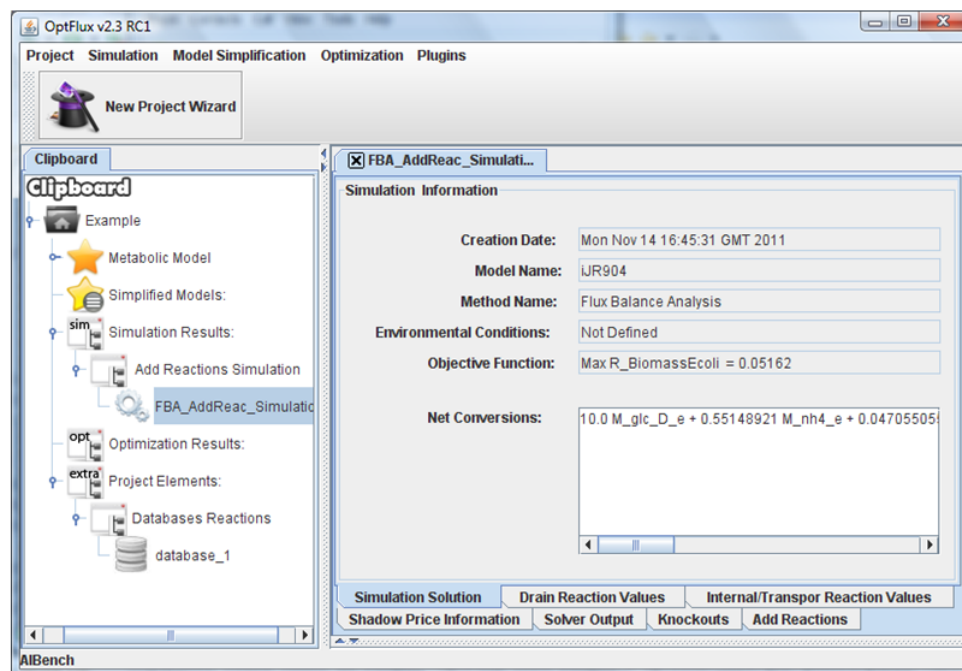 OptFlux v2.3 RC1
Project Simulation Model Simplification Optimization Plugins
New Project Wizard
Clipboard
Clipboard
Example
Metabolic Model
Simplified Models:
sim Simulation Results:
Add Reactions Simulation
FBA_AddReac_Simulatio
opt Optimization Results:
extra Project Elements:
Databases Reactions
database_1
FBA_AddReac_Simulati...
Simulation Information
Creation Date: Mon Nov 14 16:45:31 GMT 2011
Model Name: iJR904
Method Name: Flux Balance Analysis
Environmental Conditions: Not Defined
Objective Function: Max R_BiomassEcoli = 0.05162
Net Conversions: 10.0 M_glc_D_e + 0.55148921 M_nh4_e + 0.047055055
Simulation Solution Drain Reaction Values Internal/Transpor Reaction Values
Shadow Price Information Solver Output Knockouts Add Reactions
AIBench